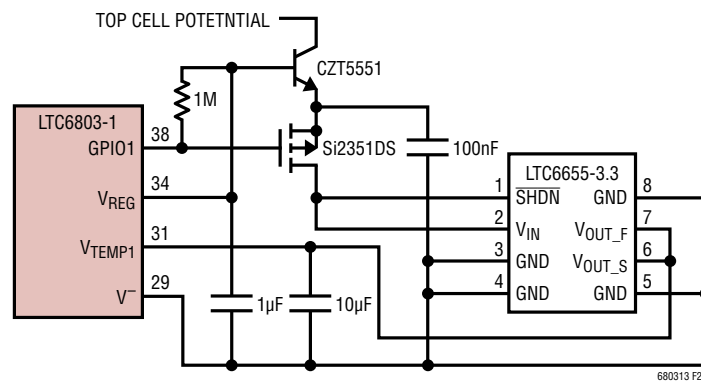 TOP CELL POTETNTIAL
CZT5551
1M
LTC6803-1
38
GPIO1
Si2351DS
100nF
34
VREG
31
VTEMP1
29
V–
1µF
10µF
LTC6655-3.3
1
SHDN
GND
8
2
VIN
VOUT_F
7
3
GND
VOUT_S
6
4
GND
GND
5
680313 F2